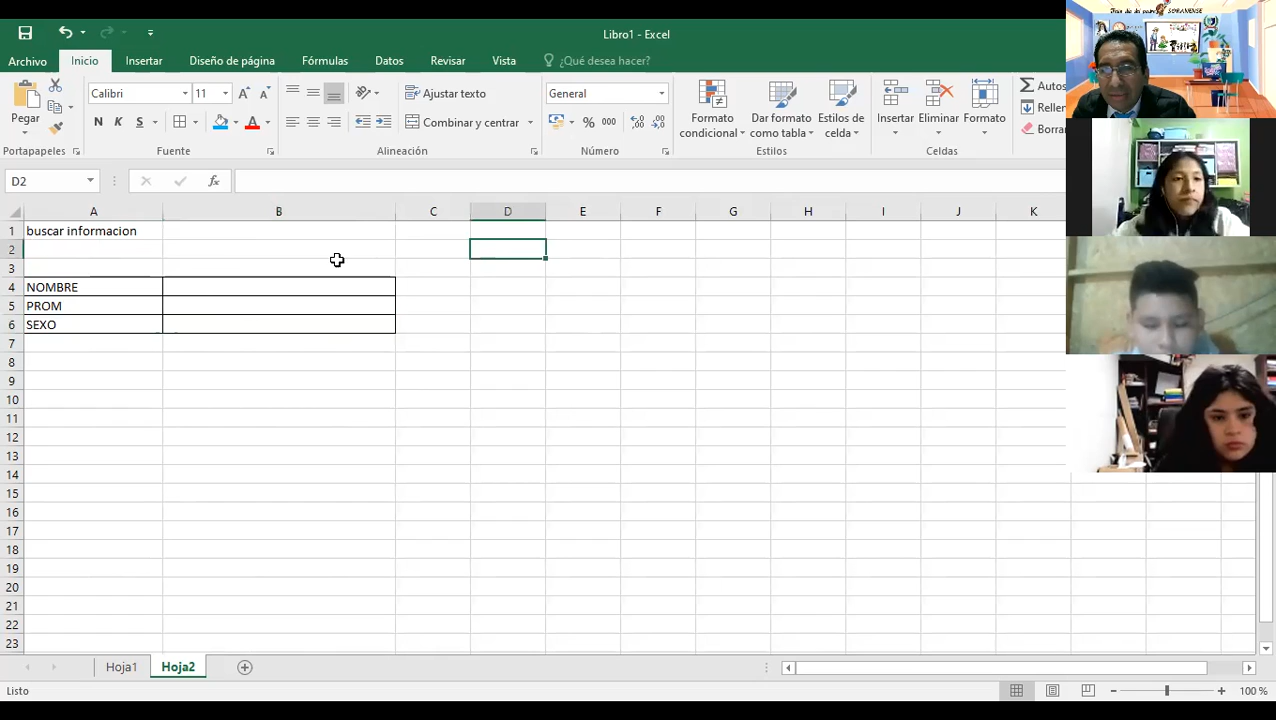 Libro1 - Excel
Archivo Inicio Insertar Diseño de página Fórmulas Datos Revisar Vista ¿Qué desea hacer?
Pegar
Calibri 11
N K S
Ajustar texto
Combinar y centrar
General
% 000
Formato condicional
Dar formato como tabla
Estilos de celda
Insertar Eliminar Formato
Autos
Reller
Borra
Portapapeles Fuente Alineación Número Estilos Celdas
D2 fx
A B C D E F G H I J K
1 buscar informacion
2
3
4 NOMBRE
5 PROM
6 SEXO
7
8
9
10
11
12
13
14
15
16
17
18
19
20
21
22
23
Hoja1 Hoja2
Listo 100 %
SORANENSE